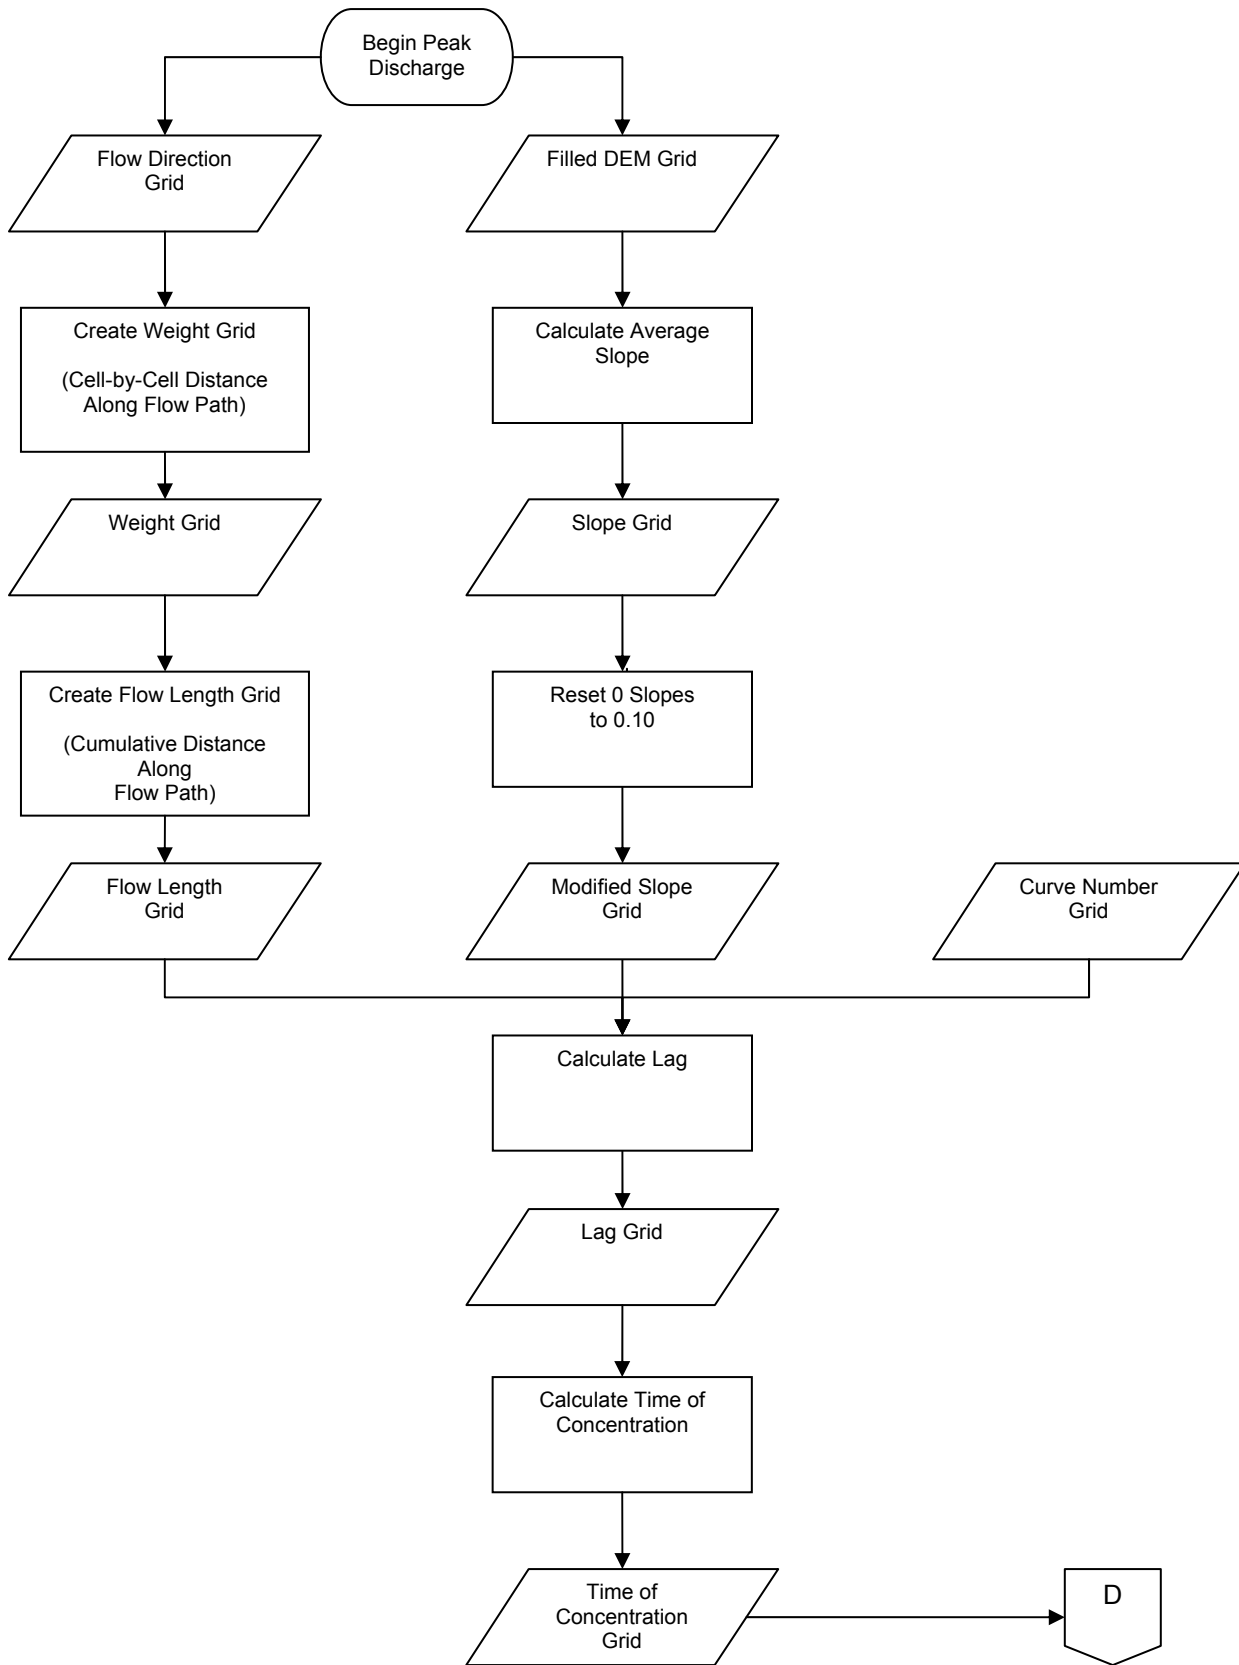 Begin Peak
Discharge
Flow Direction
Grid
Filled DEM Grid
Create Weight Grid
(Cell-by-Cell Distance
Along Flow Path)
Calculate Average
Slope
Weight Grid
Slope Grid
Create Flow Length Grid
(Cumulative Distance
Along
Flow Path)
Reset 0 Slopes
to 0.10
Flow Length
Grid
Modified Slope
Grid
Curve Number
Grid
Calculate Lag
Lag Grid
Calculate Time of
Concentration
Time of
Concentration
Grid
D